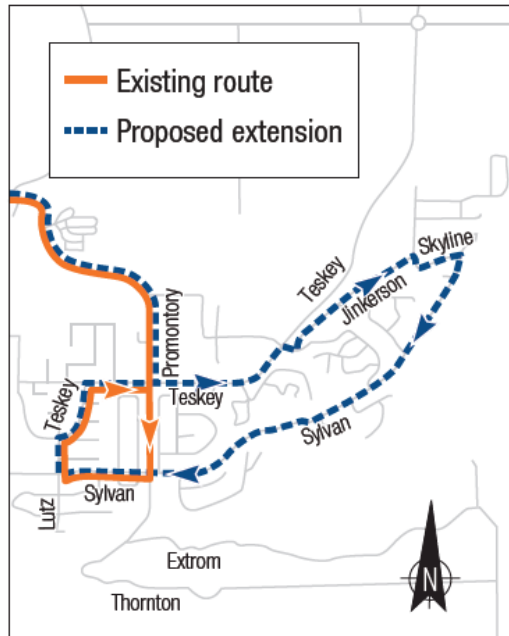 Existing route
Proposed extension
Skyline
Teskey
Jinkerson
Promontory
Teskey
Teskey
Sylvan
Sylvan
Lutz
Extrom
Thornton
N